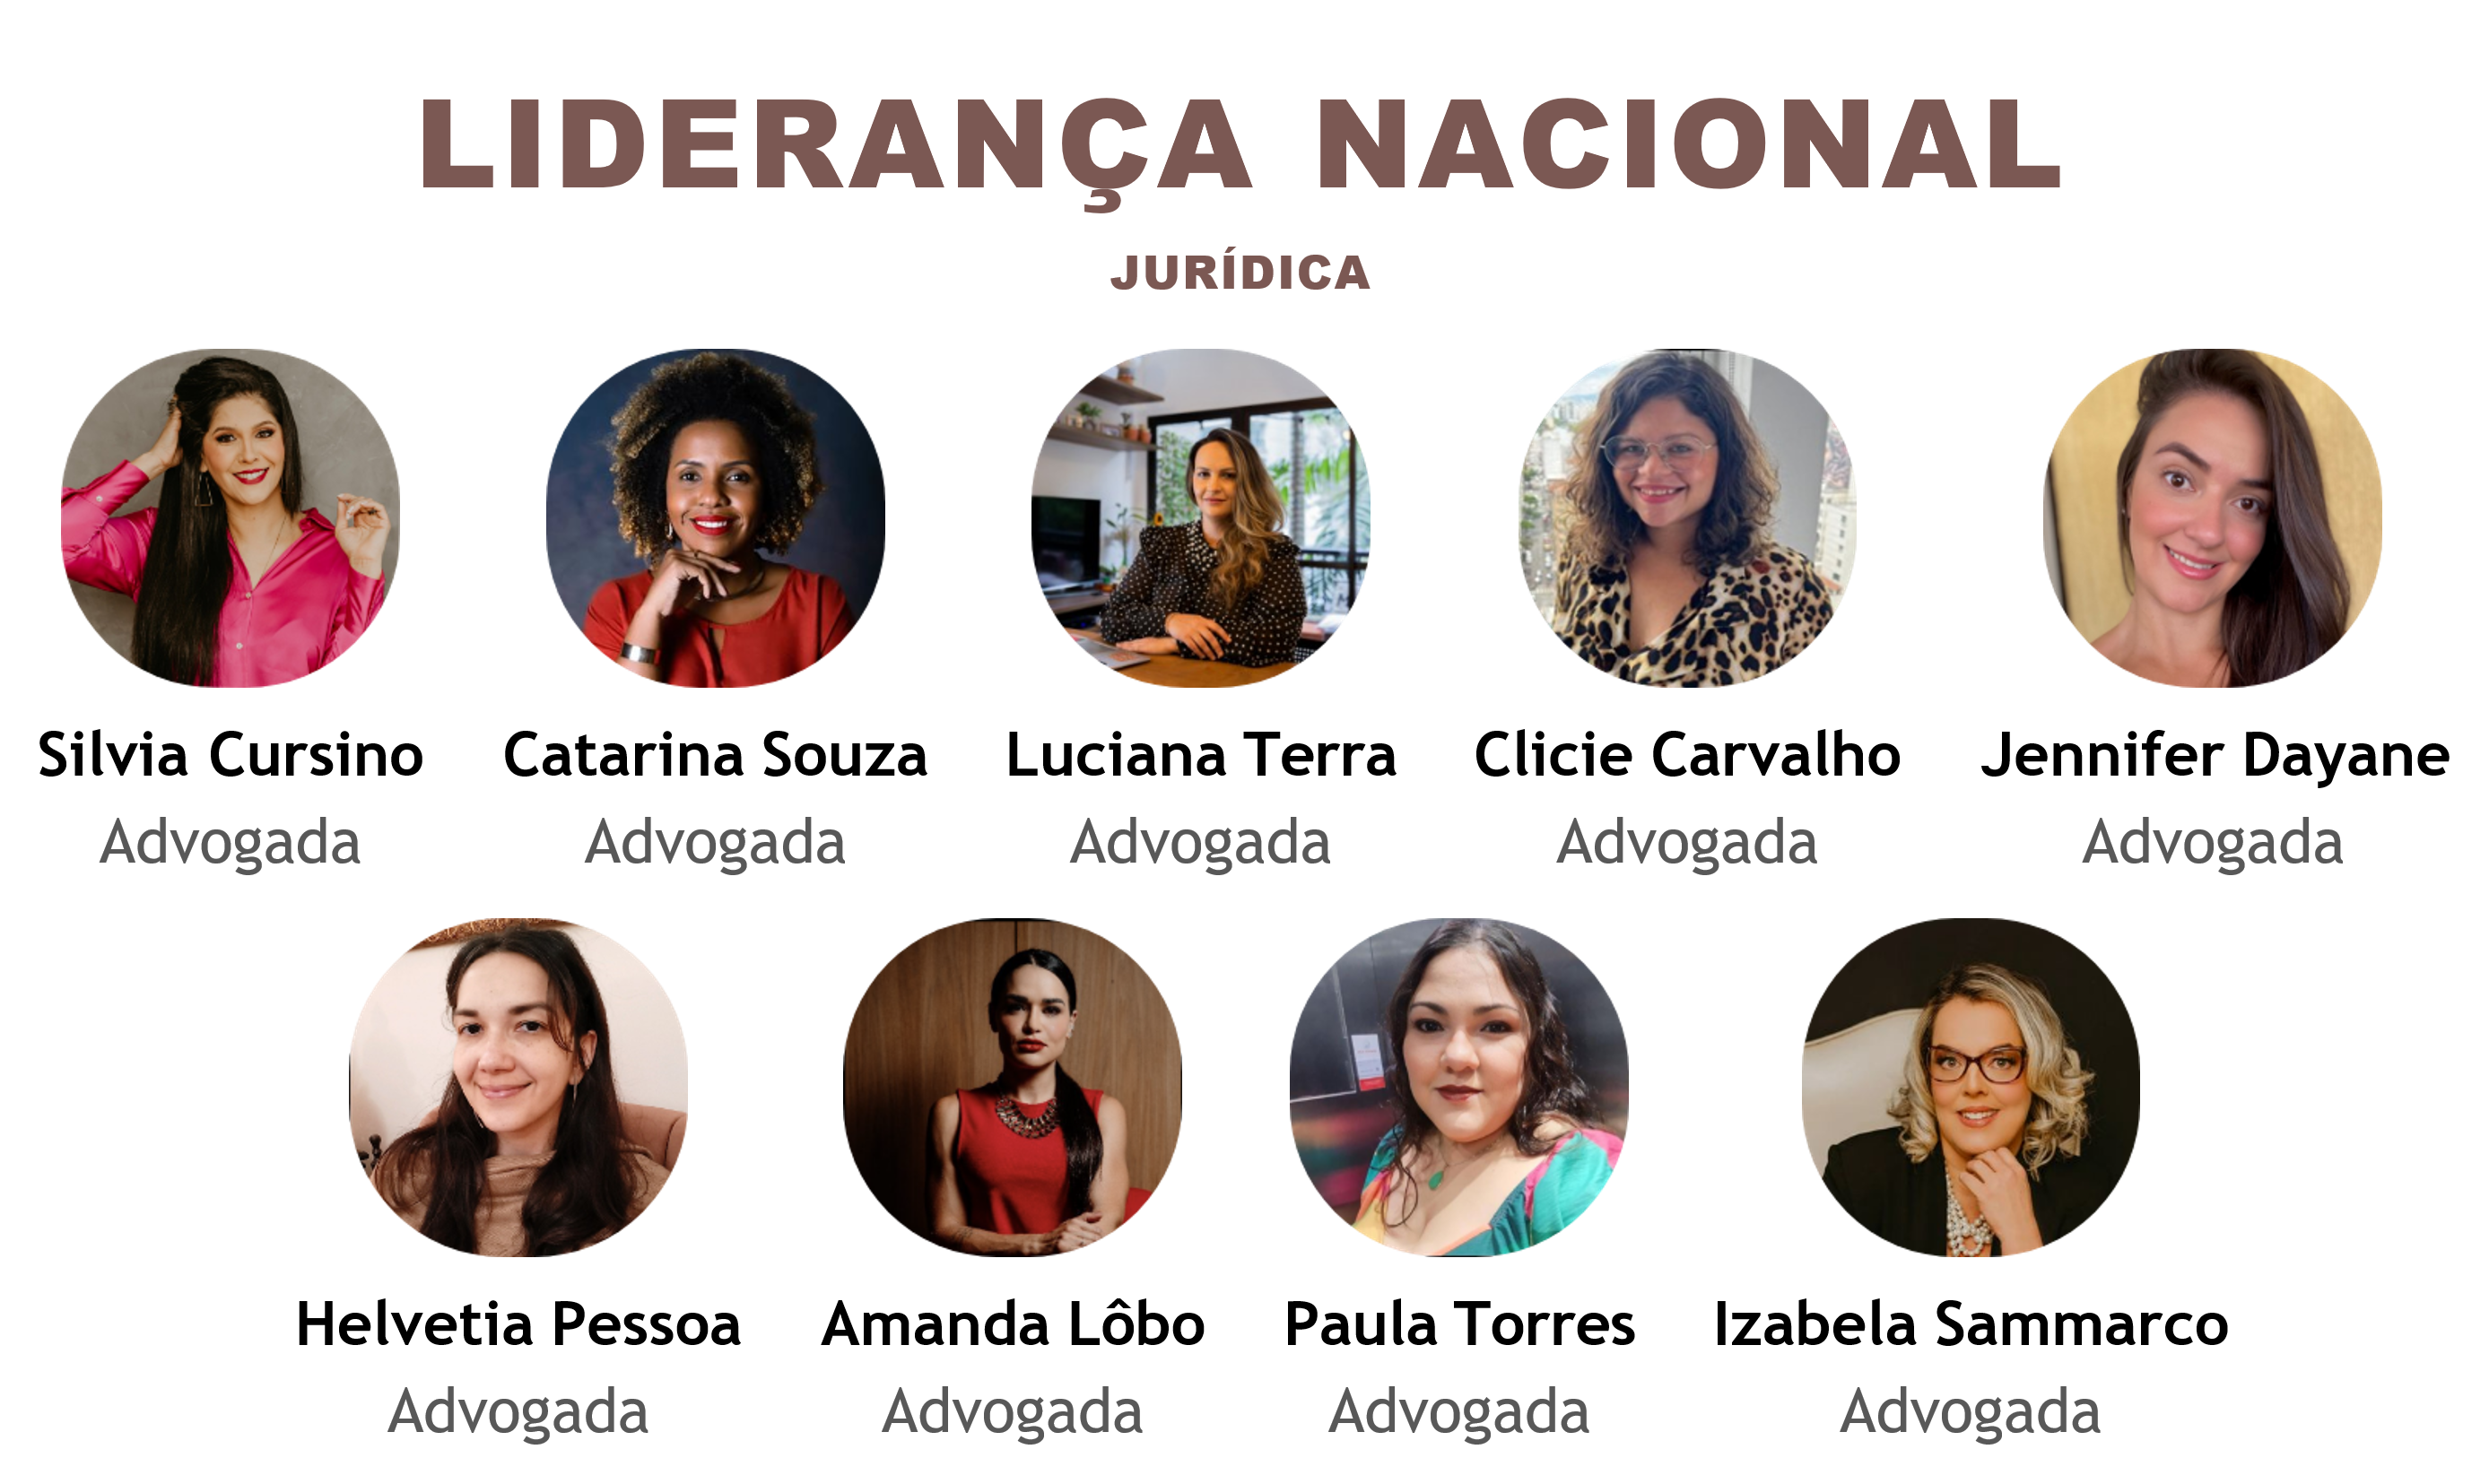 LIDERANÇA NACIONAL
JURÍDICA
Silvia Cursino
Advogada
Catarina Souza
Advogada
Luciana Terra
Advogada
Clicie Carvalho
Advogada
Jennifer Dayane
Advogada
Helvetia Pessoa
Advogada
Amanda Lôbo
Advogada
Paula Torres
Advogada
Izabela Sammarco
Advogada